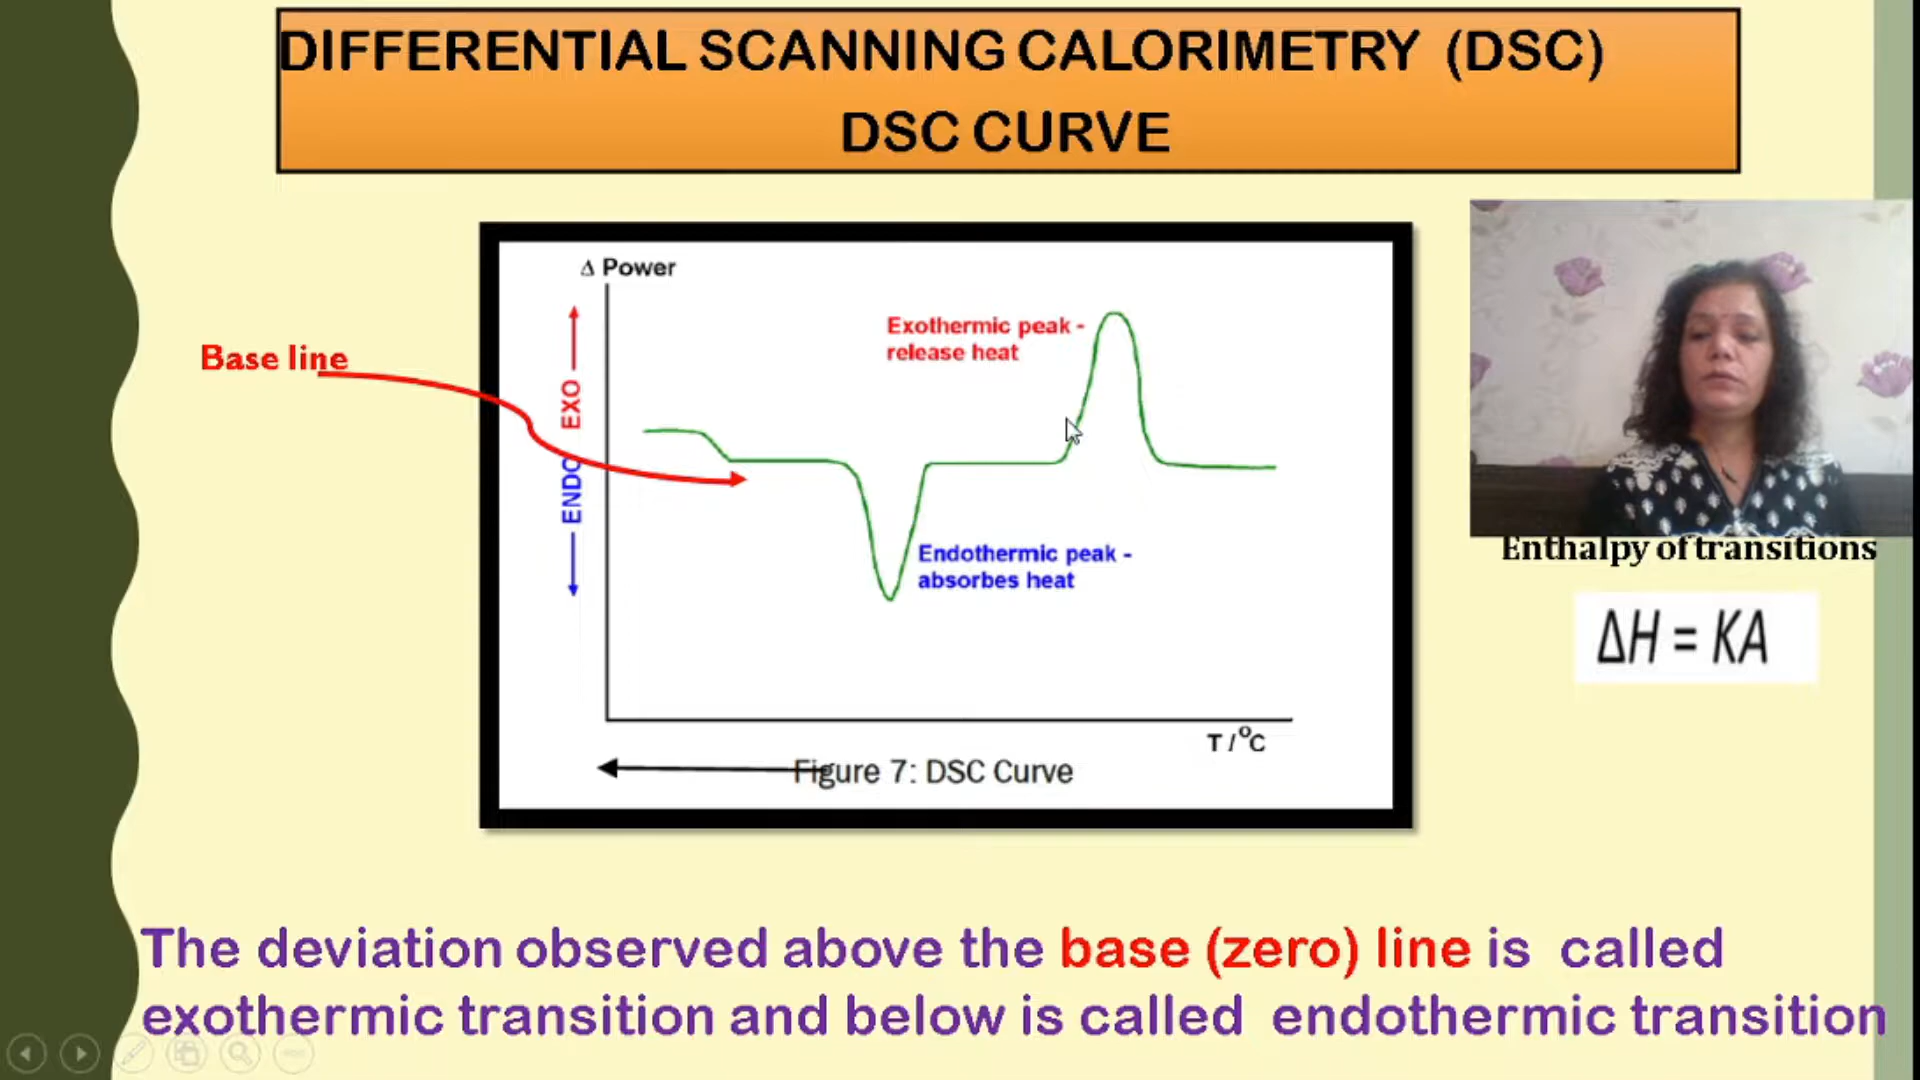 DIFFERENTIAL SCANNING CALORIMETRY (DSC)
DSC CURVE
Δ Power
Exothermic peak -
release heat
Base line
EXO
ENDO
Endothermic peak -
absorbes heat
Enthalpy of transitions
ΔH = KA
T / °C
Figure 7: DSC Curve
The deviation observed above the base (zero) line is called
exothermic transition and below is called endothermic transition